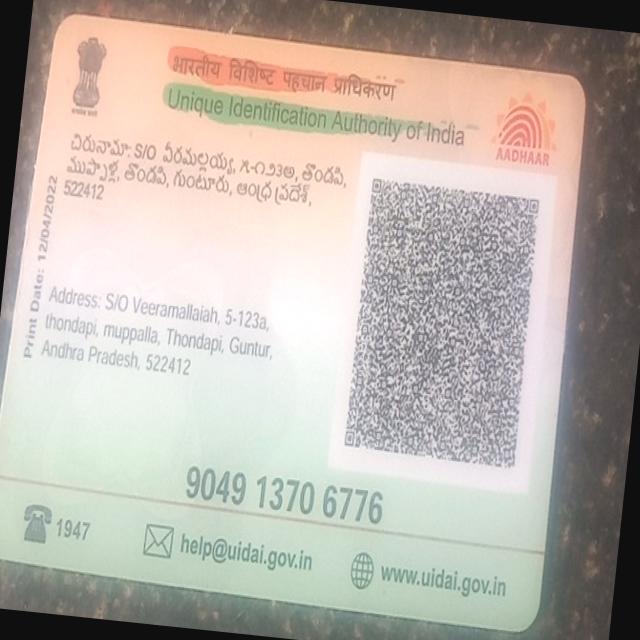 भारतीय विशिष्ट पहचान प्राधिकरण
Unique Identification Authority of India
AADHAAR
చిరునామా: S/O వీరమల్లయ్య, ౫-౧౨౩అ, తొండపి,
ముప్పాళ్ల, తొండపి, గుంటూరు, ఆంధ్ర ప్రదేశ్,
522412
Print Date: 12/04/2022
Address: S/O Veeramallaiah, 5-123a,
thondapi, muppalla, Thondapi, Guntur,
Andhra Pradesh, 522412
9049 1370 6776
1947
help@uidai.gov.in
www.uidai.gov.in